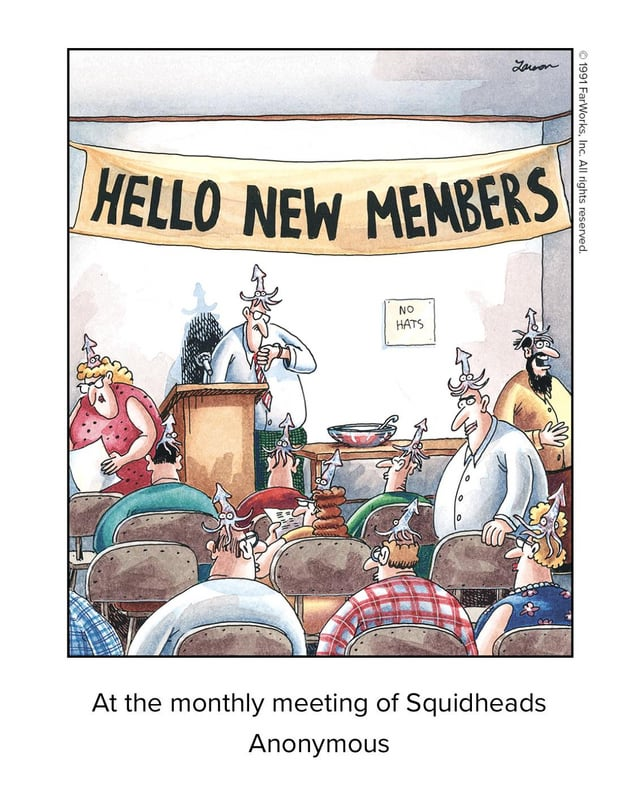 Larson
© 1991 FarWorks, Inc. All rights reserved.
HELLO NEW MEMBERS
NO
HATS
At the monthly meeting of Squidheads
Anonymous